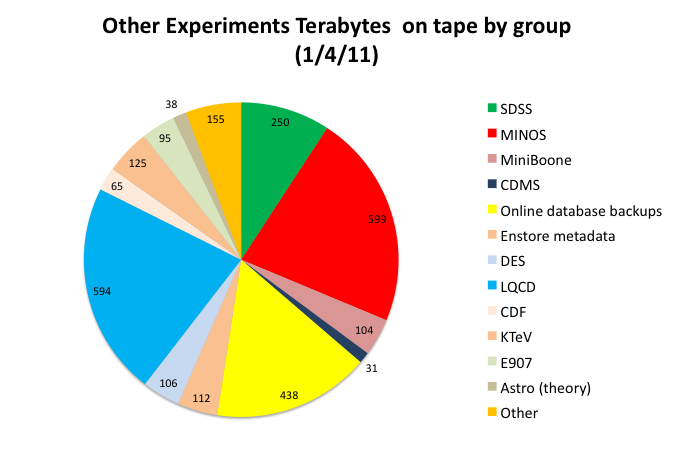 Other Experiments Terabytes  on tape by group
(1/4/11)
38
155
250
95
125
65
599
594
104
31
106
112
438
SDSS
MINOS
MiniBoone
CDMS
Online database backups
Enstore metadata
DES
LQCD
CDF
KTeV
E907
Astro (theory)
Other